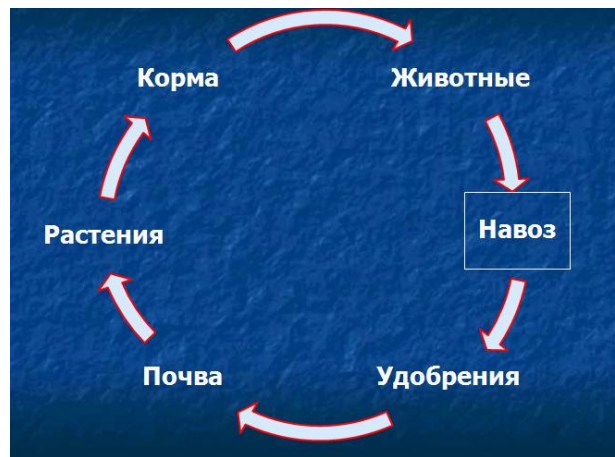 Корма
Животные
Растения
Навоз
Почва
Удобрения